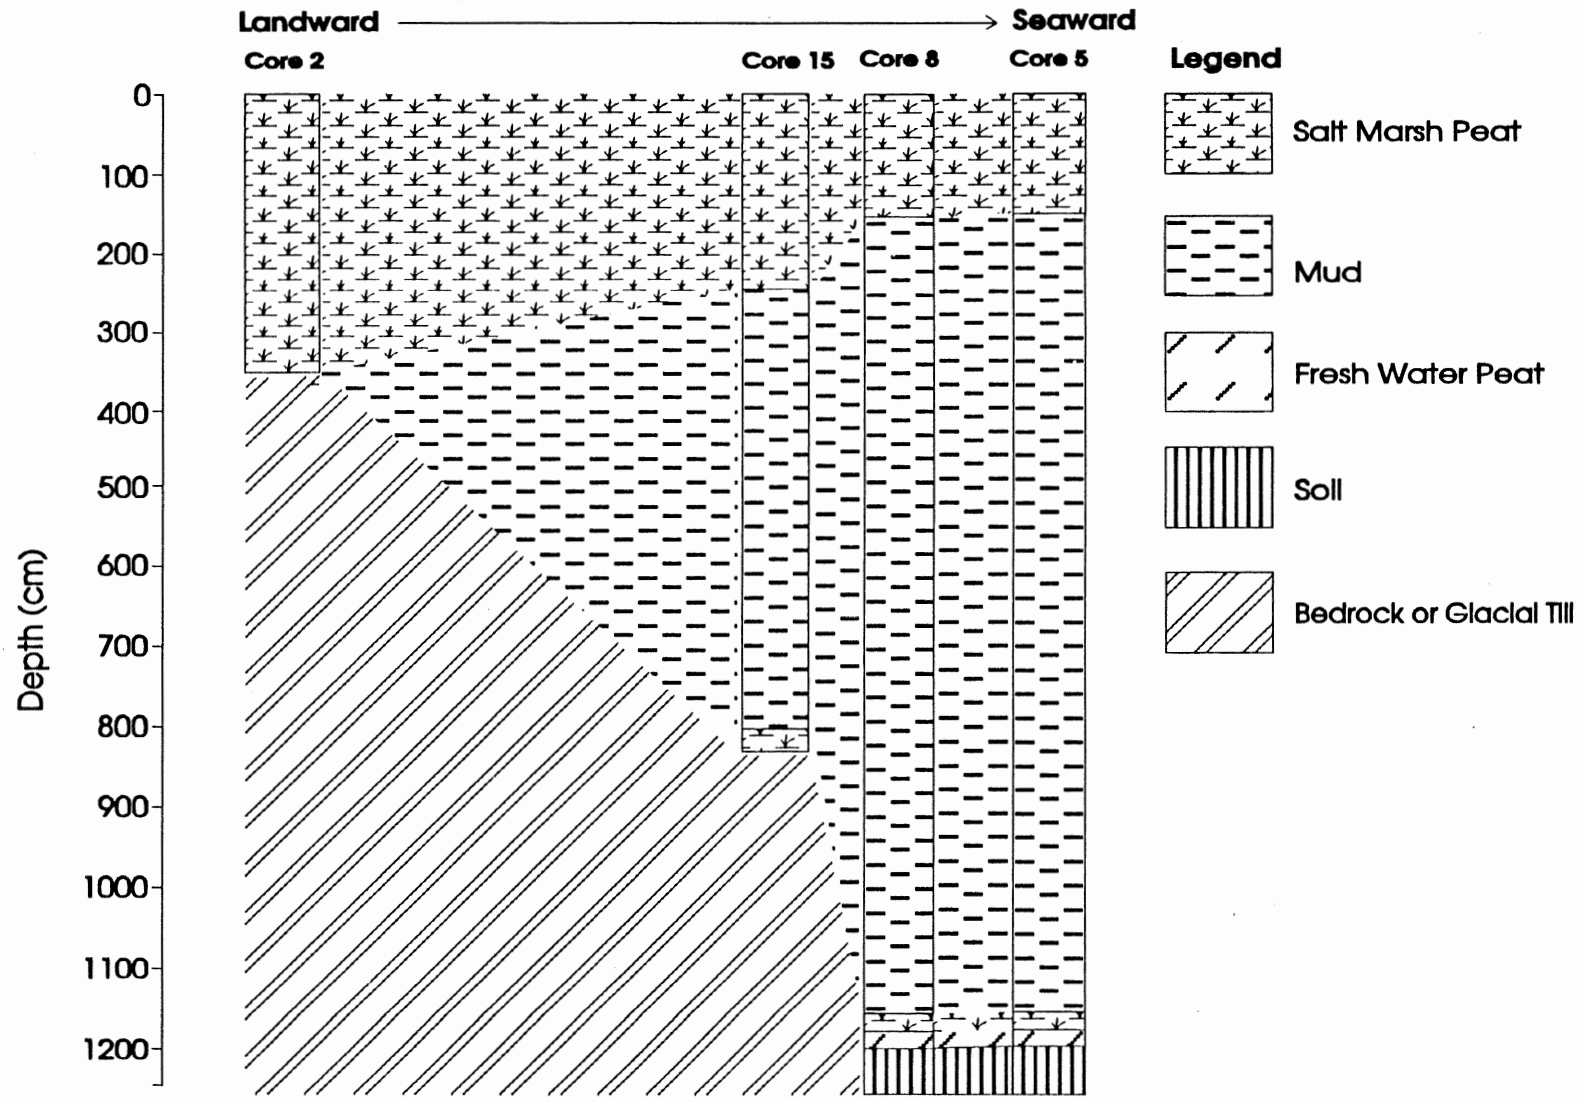 Landward Seaward
Core 2 Core 15 Core 8 Core 5 Legend
0
100
200
300
400
500
600
700
800
900
1000
1100
1200
Depth (cm)
Salt Marsh Peat
Mud
Fresh Water Peat
Soil
Bedrock or Glacial Till